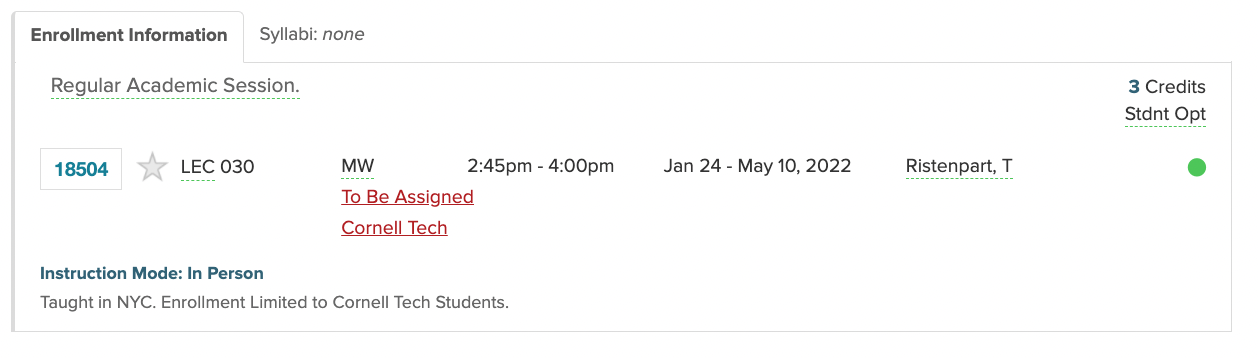 Enrollment Information Syllabi: none
Regular Academic Session. 3 Credits
Stdnt Opt
18504 LEC 030 MW 2:45pm - 4:00pm Jan 24 - May 10, 2022 Ristenpart, T
To Be Assigned
Cornell Tech
Instruction Mode: In Person
Taught in NYC. Enrollment Limited to Cornell Tech Students.